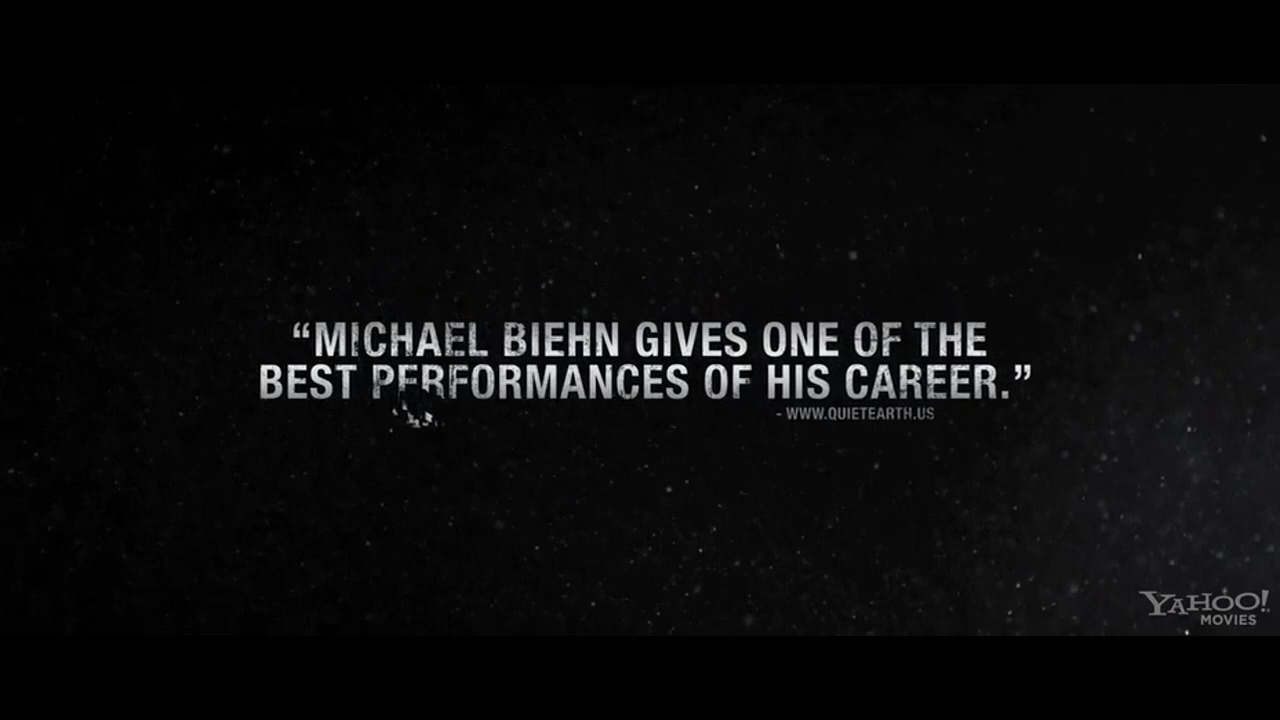 “MICHAEL BIEHN GIVES ONE OF THE
BEST PERFORMANCES OF HIS CAREER.”
- WWW.QUIETEARTH.US
YAHOO!
MOVIES